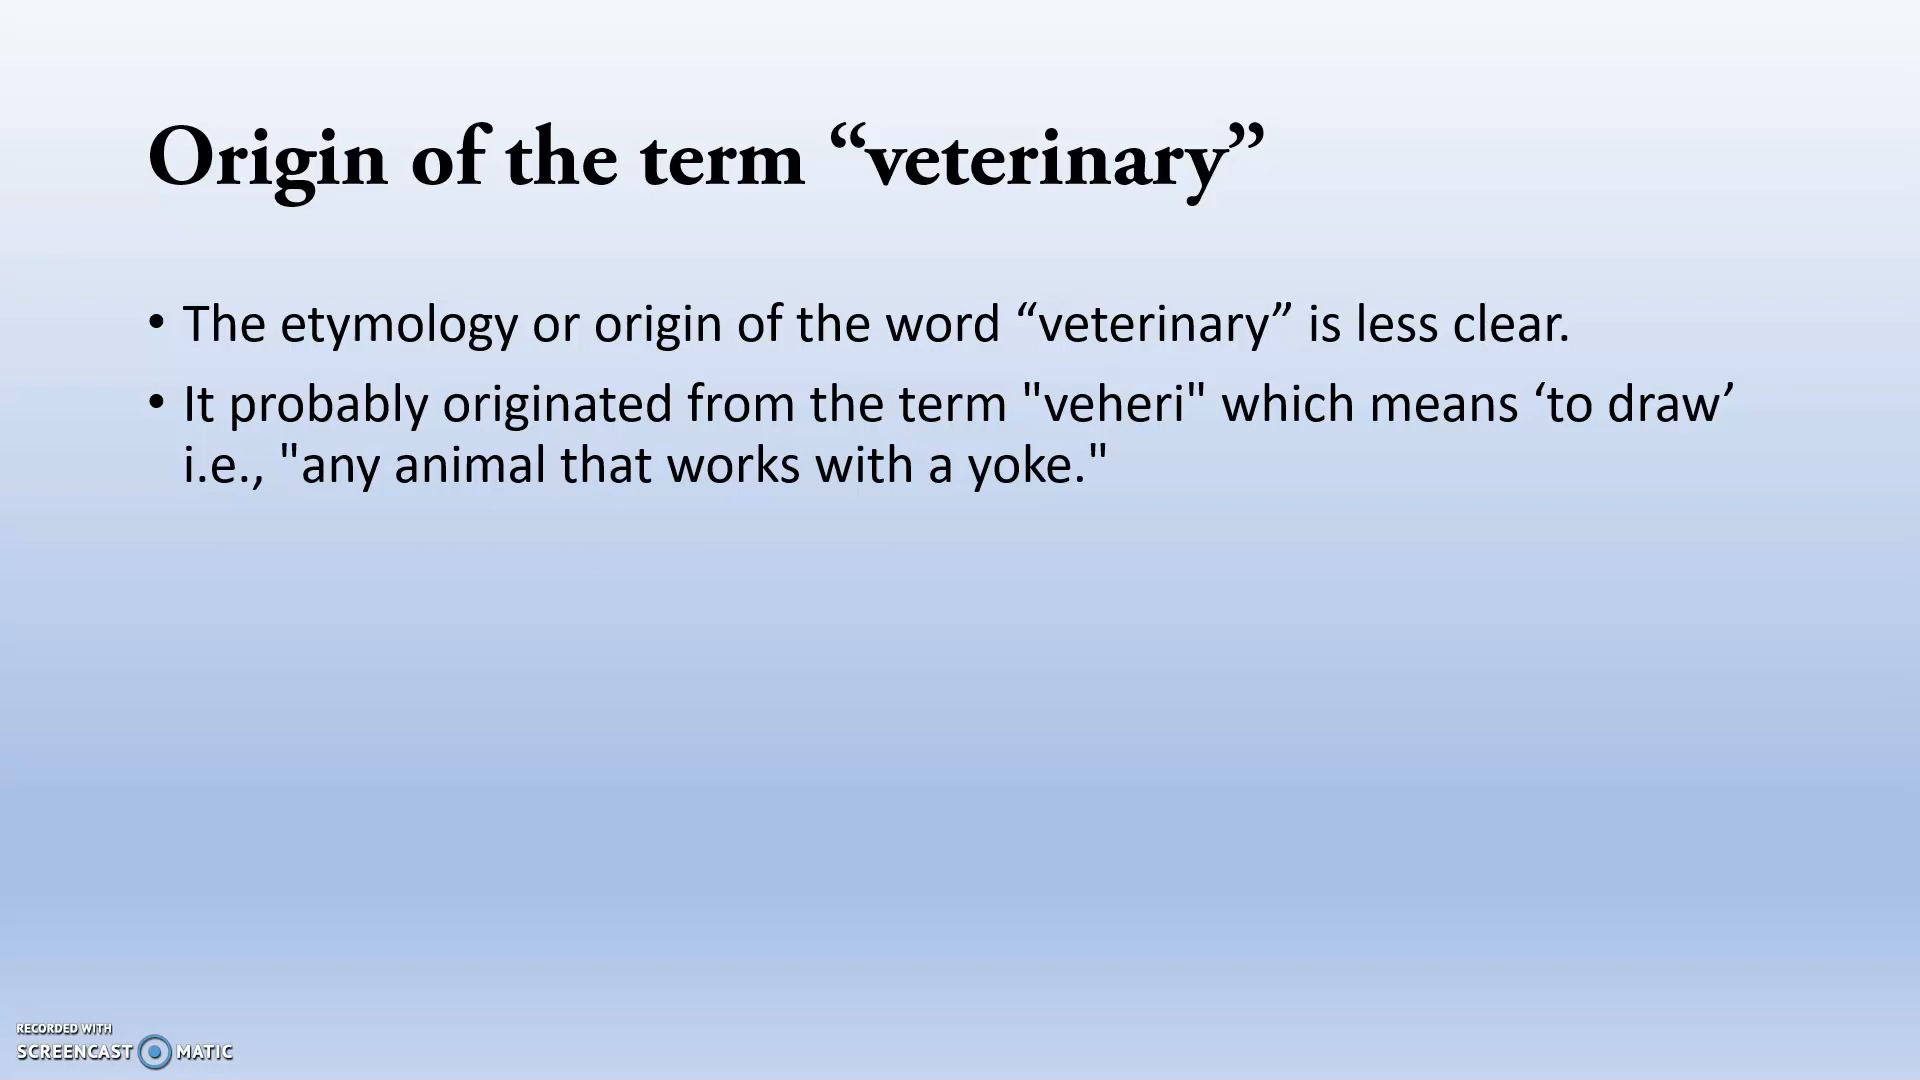 Origin of the term “veterinary”
• The etymology or origin of the word “veterinary” is less clear.
• It probably originated from the term "veheri" which means ‘to draw’
i.e., "any animal that works with a yoke."
RECORDED WITH
SCREENCAST MATIC